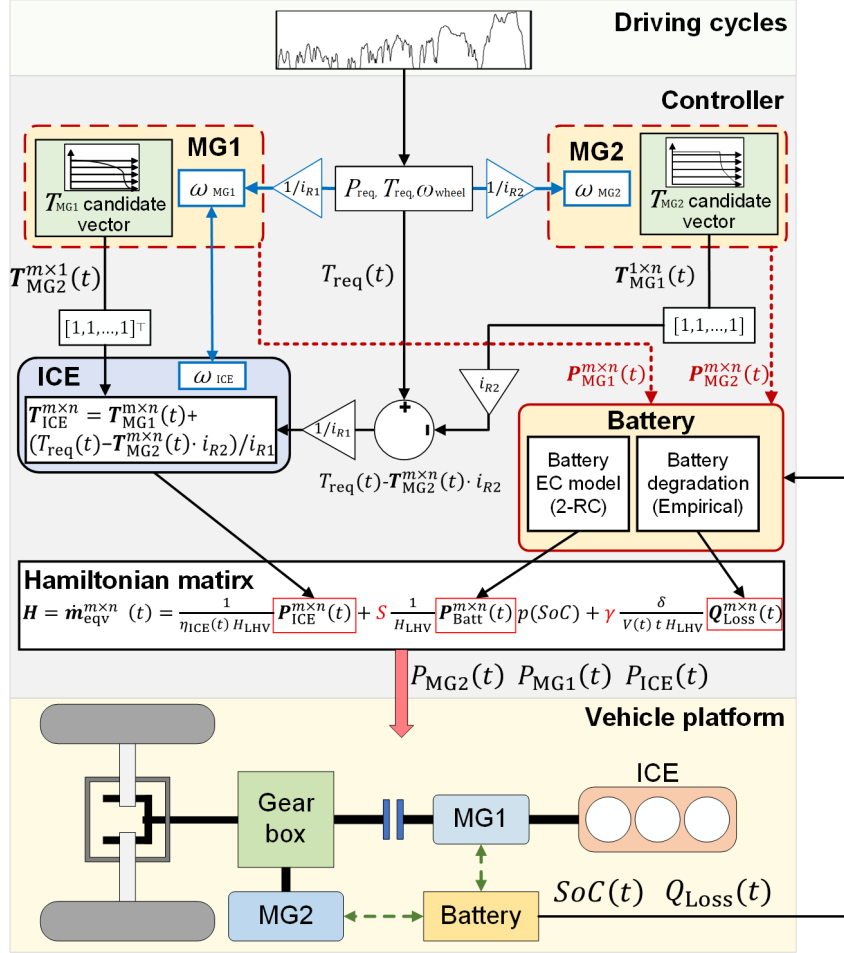 Driving cycles
Controller
MG1
MG2
T_MG1 candidate
vector
ω_MG1
1/i_R1
P_req, T_req, ω_wheel
1/i_R2
ω_MG2
T_MG2 candidate
vector
T_MG2^{m×1}(t)
T_req(t)
T_MG1^{1×n}(t)
[1,1,...,1]^⊤
[1,1,...,1]
ICE
ω_ICE
i_R2
P_MG1^{m×n}(t)
P_MG2^{m×n}(t)
T_ICE^{m×n} = T_MG1^{m×n}(t)+
(T_req(t)-T_MG2^{m×n}(t)· i_R2)/i_R1
1/i_R1
+
-
T_req(t)-T_MG2^{m×n}(t)· i_R2
Battery
Battery
EC model
(2-RC)
Battery
degradation
(Empirical)
Hamiltonian matirx
H = ṁ_eqv^{m×n} (t) = 1/(η_ICE(t) H_LHV) P_ICE^{m×n}(t) + S 1/H_LHV P_Batt^{m×n}(t) p(SoC) + γ δ/(V(t) t H_LHV) Q_Loss^{m×n}(t)
P_MG2(t) P_MG1(t) P_ICE(t)
Vehicle platform
ICE
Gear
box
MG1
MG2
Battery
SoC(t) Q_Loss(t)